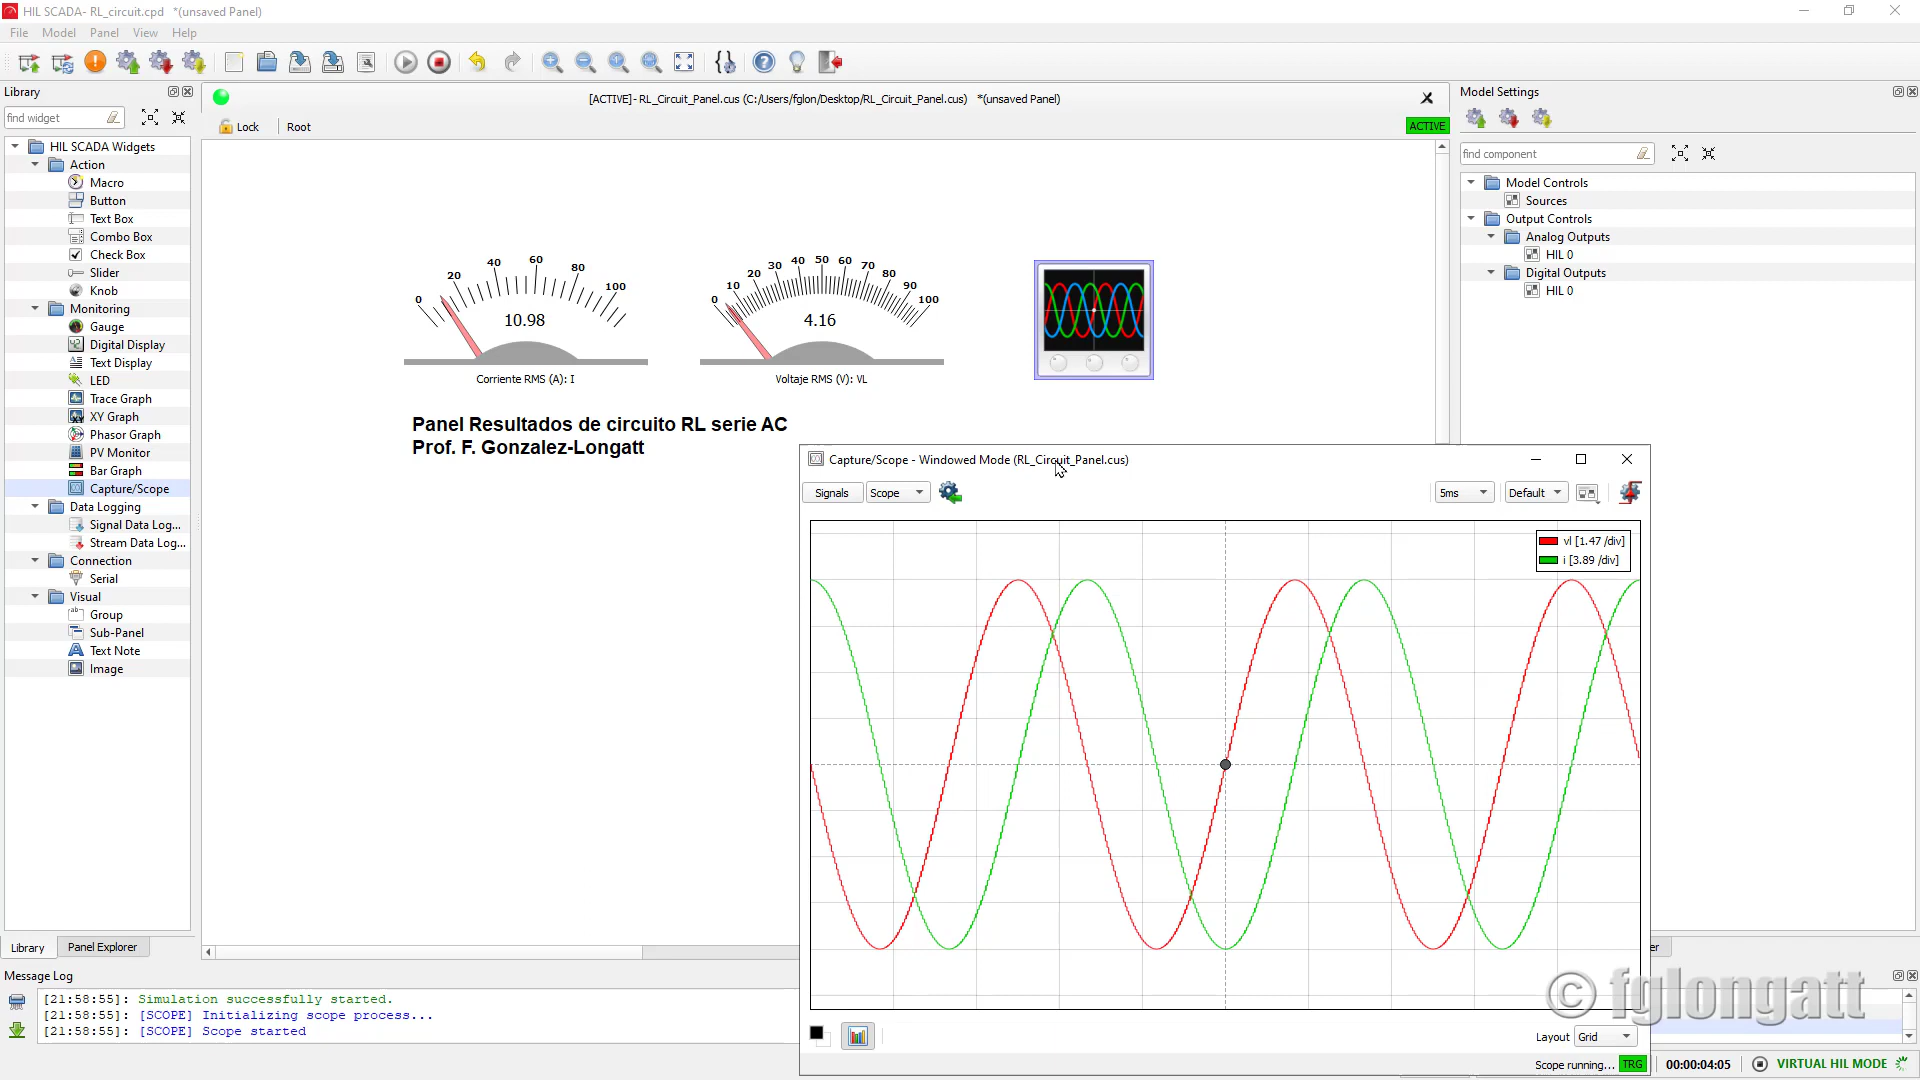 HIL SCADA- RL_circuit.cpd   *(unsaved Panel)
File Model Panel View Help
Library
find widget
HIL SCADA Widgets
Action
Macro
Button
Text Box
Combo Box
Check Box
Slider
Knob
Monitoring
Gauge
Digital Display
Text Display
LED
Trace Graph
XY Graph
Phasor Graph
PV Monitor
Bar Graph
Capture/Scope
Data Logging
Signal Data Log...
Stream Data Log...
Connection
Serial
Visual
Group
Sub-Panel
Text Note
Image
Library Panel Explorer
[ACTIVE]- RL_Circuit_Panel.cus (C:/Users/fglon/Desktop/RL_Circuit_Panel.cus)   *(unsaved Panel)
Lock Root ACTIVE
0 20 40 60 80 100
10.98
Corriente RMS (A): I
0 10 20 30 40 50 60 70 80 90 100
4.16
Voltaje RMS (V): VL
Panel Resultados de circuito RL serie AC
Prof. F. Gonzalez-Longatt
Capture/Scope - Windowed Mode (RL_Circuit_Panel.cus)
Signals Scope 5ms Default
vl [1.47 /div]
i [3.89 /div]
Layout Grid
Scope running... TRG
Model Settings
find component
Model Controls
Sources
Output Controls
Analog Outputs
HIL 0
Digital Outputs
HIL 0
er
Message Log
[21:58:55]: Simulation successfully started.
[21:58:55]: [SCOPE] Initializing scope process...
[21:58:55]: [SCOPE] Scope started
© fglongatt
00:00:04:05 VIRTUAL HIL MODE